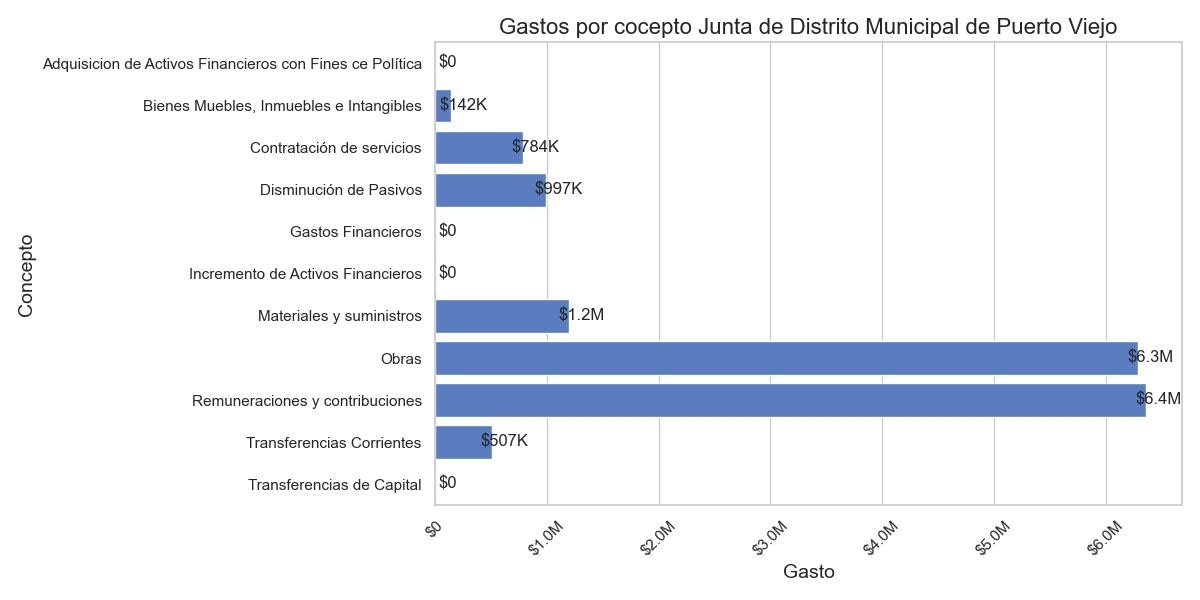 Gastos por cocepto Junta de Distrito Municipal de Puerto Viejo
Concepto
Adquisicion de Activos Financieros con Fines ce Política $0
Bienes Muebles, Inmuebles e Intangibles $142K
Contratación de servicios $784K
Disminución de Pasivos $997K
Gastos Financieros $0
Incremento de Activos Financieros $0
Materiales y suministros $1.2M
Obras $6.3M
Remuneraciones y contribuciones $6.4M
Transferencias Corrientes $507K
Transferencias de Capital $0
$0 $1.0M $2.0M $3.0M $4.0M $5.0M $6.0M
Gasto